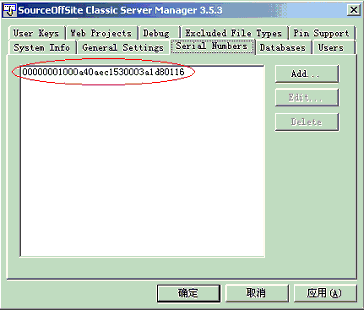 SourceOffSite Classic Server Manager 3.5.3
User Keys Web Projects Debug Excluded File Types Pin Support
System Info General Settings Serial Numbers Databases Users
00000001000a40aec1530003a1d80116
Add...
Edit...
Delete
确定 取消 应用(A)